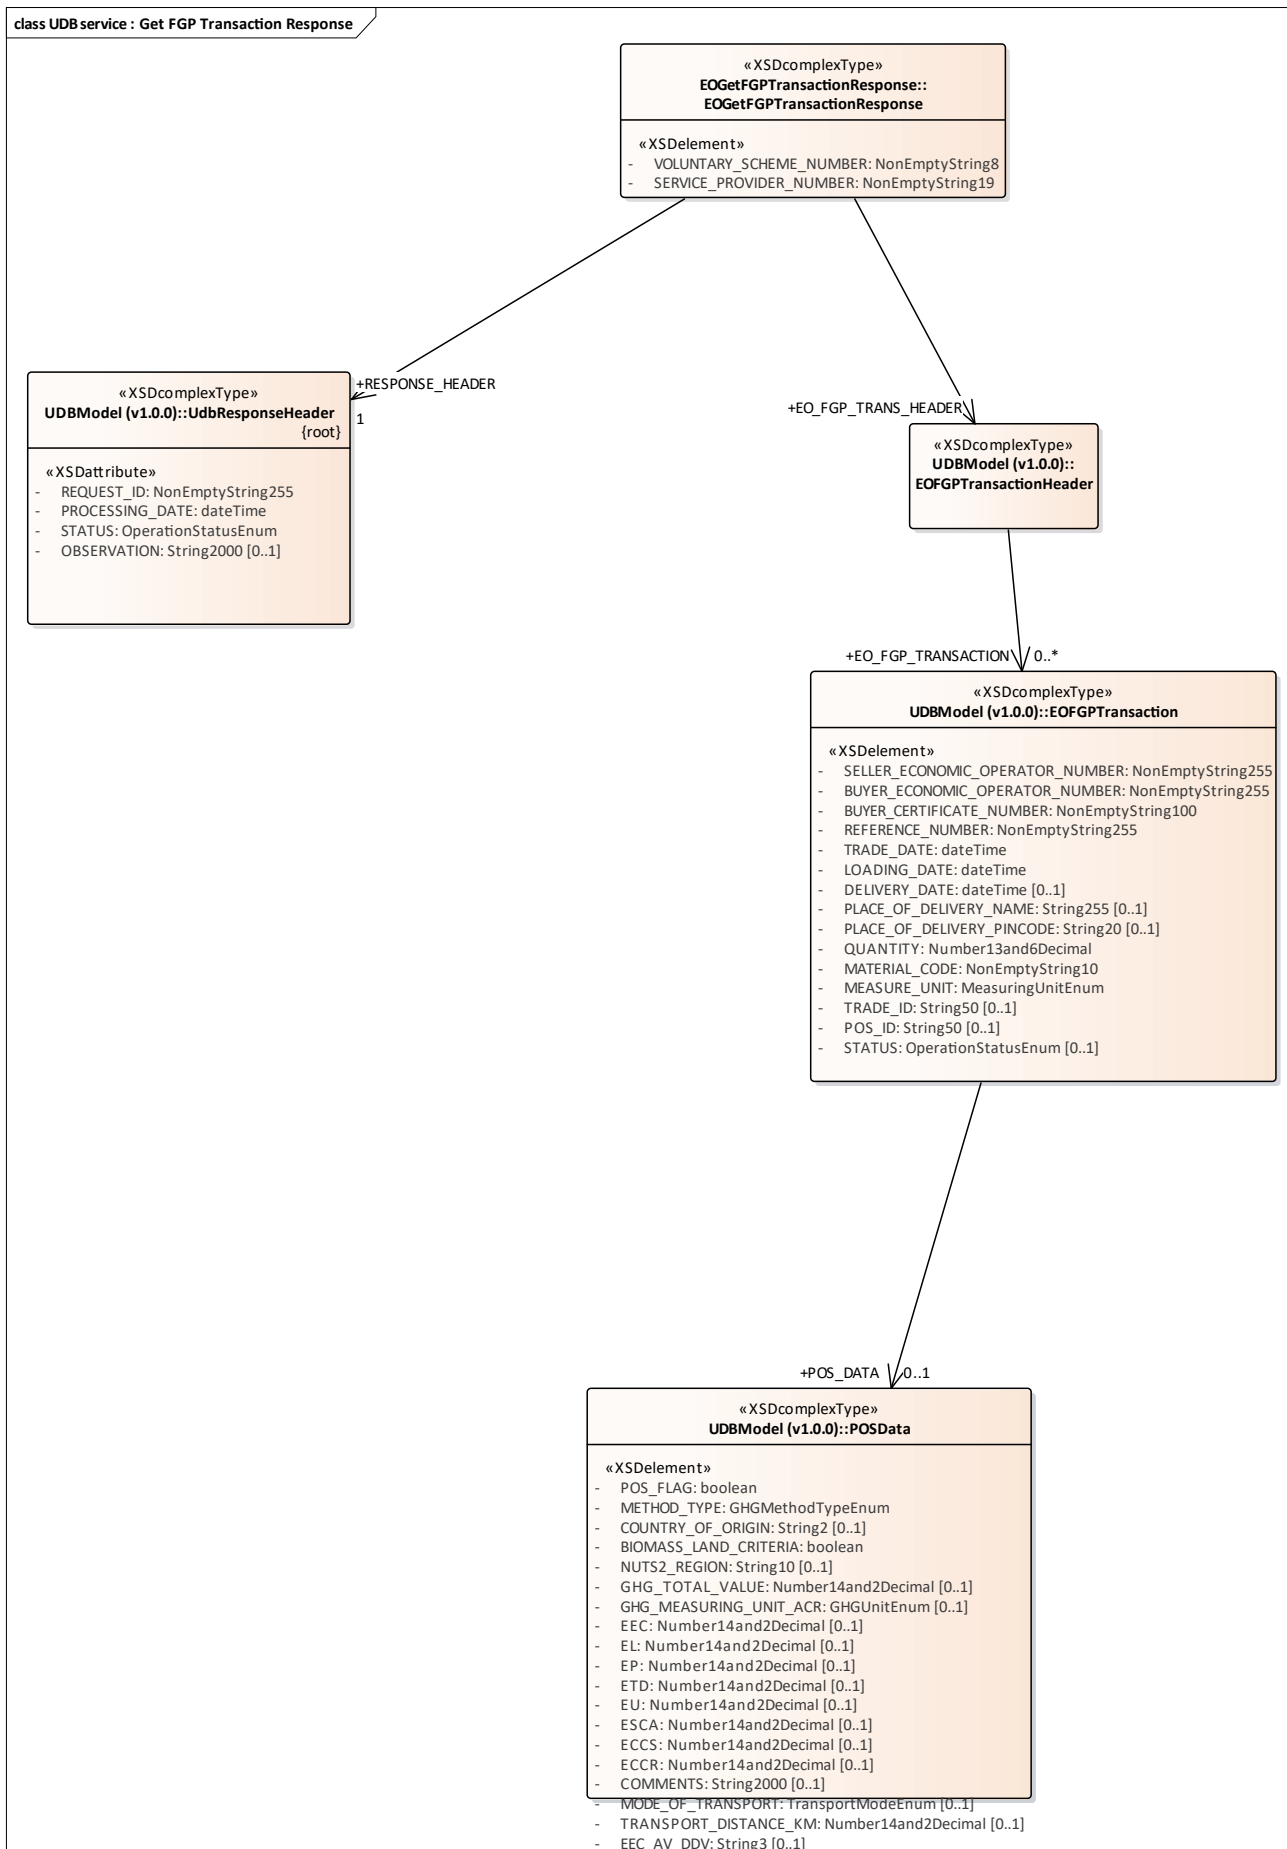 class UDB service : Get FGP Transaction Response
«XSDcomplexType»
EOGetFGPTransactionResponse::
EOGetFGPTransactionResponse
«XSDelement»
- VOLUNTARY_SCHEME_NUMBER: NonEmptyString8
- SERVICE_PROVIDER_NUMBER: NonEmptyString19
+RESPONSE_HEADER
1
«XSDcomplexType»
UDBModel (v1.0.0)::UdbResponseHeader
{root}
«XSDattribute»
- REQUEST_ID: NonEmptyString255
- PROCESSING_DATE: dateTime
- STATUS: OperationStatusEnum
- OBSERVATION: String2000 [0..1]
+EO_FGP_TRANS_HEADER
«XSDcomplexType»
UDBModel (v1.0.0)::
EOFGPTransactionHeader
+EO_FGP_TRANSACTION 0..*
«XSDcomplexType»
UDBModel (v1.0.0)::EOFGPTransaction
«XSDelement»
- SELLER_ECONOMIC_OPERATOR_NUMBER: NonEmptyString255
- BUYER_ECONOMIC_OPERATOR_NUMBER: NonEmptyString255
- BUYER_CERTIFICATE_NUMBER: NonEmptyString100
- REFERENCE_NUMBER: NonEmptyString255
- TRADE_DATE: dateTime
- LOADING_DATE: dateTime
- DELIVERY_DATE: dateTime [0..1]
- PLACE_OF_DELIVERY_NAME: String255 [0..1]
- PLACE_OF_DELIVERY_PINCODE: String20 [0..1]
- QUANTITY: Number13and6Decimal
- MATERIAL_CODE: NonEmptyString10
- MEASURE_UNIT: MeasuringUnitEnum
- TRADE_ID: String50 [0..1]
- POS_ID: String50 [0..1]
- STATUS: OperationStatusEnum [0..1]
+POS_DATA 0..1
«XSDcomplexType»
UDBModel (v1.0.0)::POSData
«XSDelement»
- POS_FLAG: boolean
- METHOD_TYPE: GHGMethodTypeEnum
- COUNTRY_OF_ORIGIN: String2 [0..1]
- BIOMASS_LAND_CRITERIA: boolean
- NUTS2_REGION: String10 [0..1]
- GHG_TOTAL_VALUE: Number14and2Decimal [0..1]
- GHG_MEASURING_UNIT_ACR: GHGUnitEnum [0..1]
- EEC: Number14and2Decimal [0..1]
- EL: Number14and2Decimal [0..1]
- EP: Number14and2Decimal [0..1]
- ETD: Number14and2Decimal [0..1]
- EU: Number14and2Decimal [0..1]
- ESCA: Number14and2Decimal [0..1]
- ECCS: Number14and2Decimal [0..1]
- ECCR: Number14and2Decimal [0..1]
- COMMENTS: String2000 [0..1]
- MODE_OF_TRANSPORT: TransportModeEnum [0..1]
- TRANSPORT_DISTANCE_KM: Number14and2Decimal [0..1]
- EEC_AV_DDV: String3 [0..1]